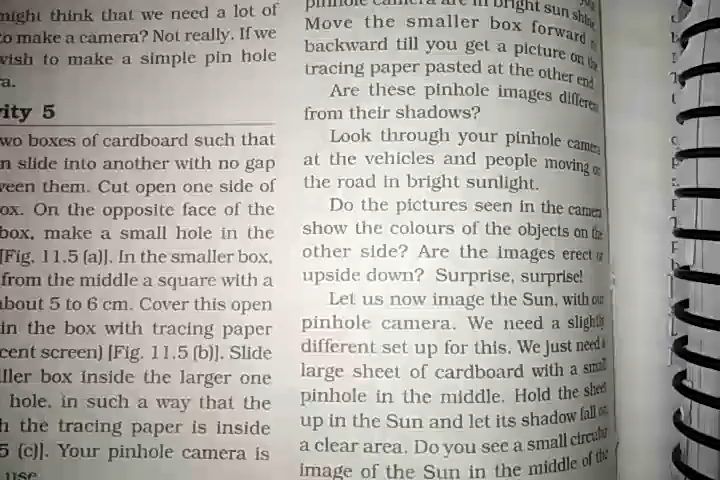 might think that we need a lot of
to make a camera? Not really. If we
wish to make a simple pin hole
wo boxes of cardboard such that
n slide into another with no gap
veen them. Cut open one side of
ox. On the opposite face of the
box, make a small hole in the
[Fig. 11.5 (a)]. In the smaller box,
from the middle a square with a
about 5 to 6 cm. Cover this open
in the box with tracing paper
cent screen) [Fig. 11.5 (b)]. Slide
ller box inside the larger one
hole, in such a way that the
h the tracing paper is inside
5 (c)]. Your pinhole camera is
use
pinhole camera are in bright sun shine
Move the smaller box forward
backward till you get a picture on the
tracing paper pasted at the other end
Are these pinhole images differen
from their shadows?
Look through your pinhole camera
at the vehicles and people moving on
the road in bright sunlight.
Do the pictures seen in the camera
show the colours of the objects on the
other side? Are the images erect or
upside down? Surprise, surprise!
Let us now image the Sun, with our
pinhole camera. We need a slightly
different set up for this. We just need a
large sheet of cardboard with a small
pinhole in the middle. Hold the sheet
up in the Sun and let its shadow fall on
a clear area. Do you see a small circular
image of the Sun in the middle of the